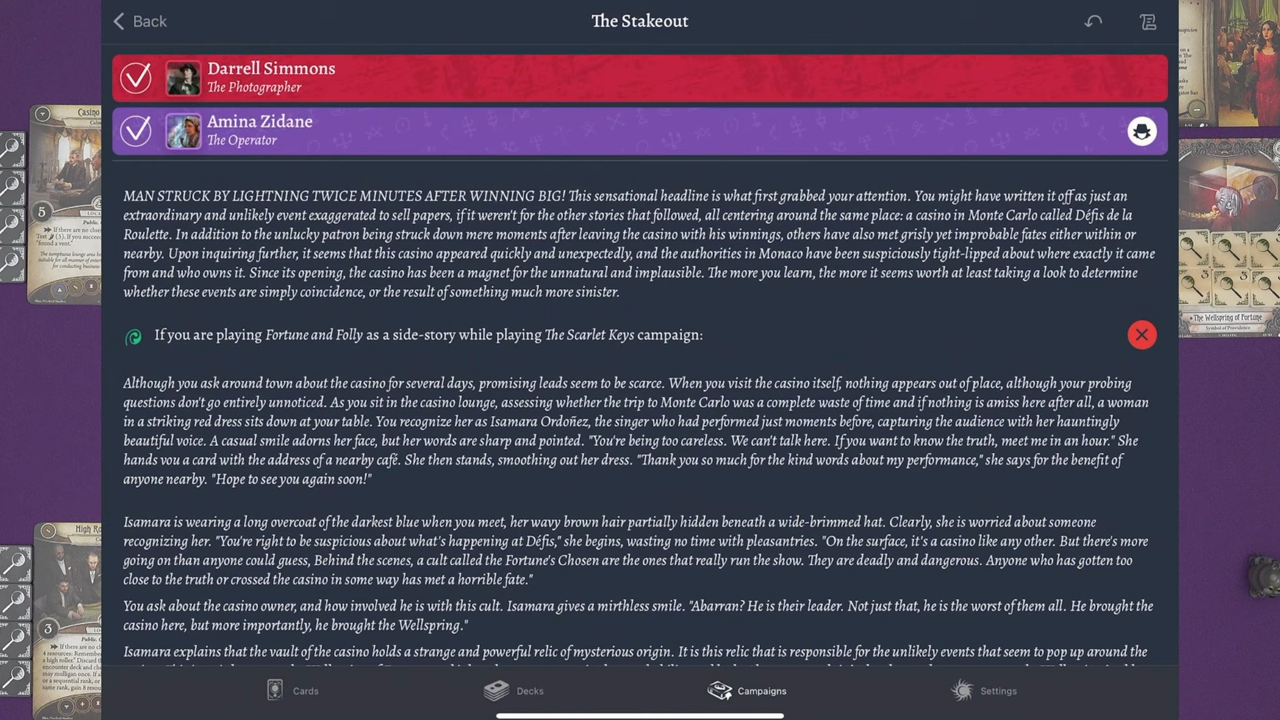 Back
The Stakeout
Darrell Simmons
The Photographer
Amina Zidane
The Operator
MAN STRUCK BY LIGHTNING TWICE MINUTES AFTER WINNING BIG! This sensational headline is what first grabbed your attention. You might have written it off as just an
extraordinary and unlikely event exaggerated to sell papers, if it weren't for the other stories that followed, all centering around the same place: a casino in Monte Carlo called Défis de la
Roulette. In addition to the unlucky patron being struck down mere moments after leaving the casino with his winnings, others have also met grisly yet improbable fates either within or
nearby. Upon inquiring further, it seems that this casino appeared quickly and unexpectedly, and the authorities in Monaco have been suspiciously tight-lipped about where exactly it came
from and who owns it. Since its opening, the casino has been a magnet for the unnatural and implausible. The more you learn, the more it seems worth at least taking a look to determine
whether these events are simply coincidence, or the result of something much more sinister.
If you are playing Fortune and Folly as a side-story while playing The Scarlet Keys campaign:
Although you ask around town about the casino for several days, promising leads seem to be scarce. When you visit the casino itself, nothing appears out of place, although your probing
questions don't go entirely unnoticed. As you sit in the casino lounge, assessing whether the trip to Monte Carlo was a complete waste of time and if nothing is amiss here after all, a woman
in a striking red dress sits down at your table. You recognize her as Isamara Ordoñez, the singer who had performed just moments before, capturing the audience with her hauntingly
beautiful voice. A casual smile adorns her face, but her words are sharp and pointed. "You're being too careless. We can't talk here. If you want to know the truth, meet me in an hour." She
hands you a card with the address of a nearby café. She then stands, smoothing out her dress. "Thank you so much for the kind words about my performance," she says for the benefit of
anyone nearby. "Hope to see you again soon!"
Isamara is wearing a long overcoat of the darkest blue when you meet, her wavy brown hair partially hidden beneath a wide-brimmed hat. Clearly, she is worried about someone
recognizing her. "You're right to be suspicious about what's happening at Défis," she begins, wasting no time with pleasantries. "On the surface, it's a casino like any other. But there's more
going on than anyone could guess, Behind the scenes, a cult called the Fortune's Chosen are the ones that really run the show. They are deadly and dangerous. Anyone who has gotten too
close to the truth or crossed the casino in some way has met a horrible fate."
You ask about the casino owner, and how involved he is with this cult. Isamara gives a mirthless smile. "Abarran? He is their leader. Not just that, he is the worst of them all. He brought the
casino here, but more importantly, he brought the Wellspring."
Isamara explains that the vault of the casino holds a strange and powerful relic of mysterious origin. It is this relic that is responsible for the unlikely events that seem to pop up around the
Cards
Decks
Campaigns
Settings
Casino
5
3
The Wellspring of Fortune